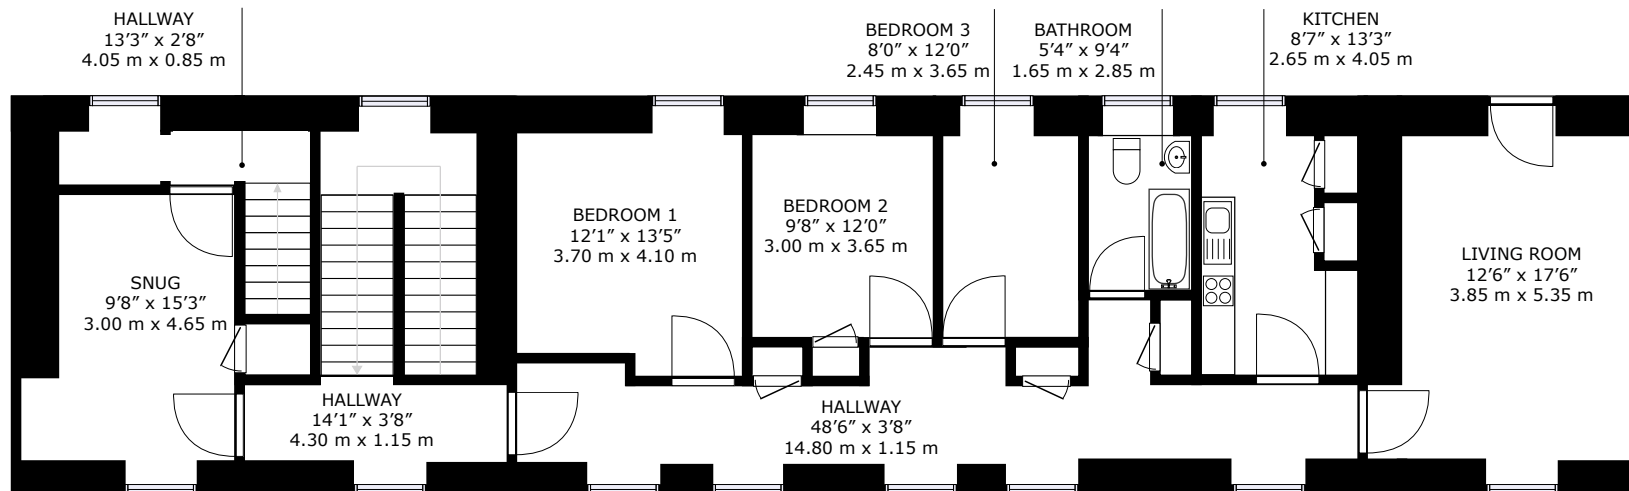 HALLWAY
13’3” x 2’8”
4.05 m x 0.85 m
BEDROOM 3
8’0” x 12’0”
2.45 m x 3.65 m
BATHROOM
5’4” x 9’4”
1.65 m x 2.85 m
KITCHEN
8’7” x 13’3”
2.65 m x 4.05 m
SNUG
9’8” x 15’3”
3.00 m x 4.65 m
BEDROOM 1
12’1” x 13’5”
3.70 m x 4.10 m
BEDROOM 2
9’8” x 12’0”
3.00 m x 3.65 m
LIVING ROOM
12’6” x 17’6”
3.85 m x 5.35 m
HALLWAY
14’1” x 3’8”
4.30 m x 1.15 m
HALLWAY
48’6” x 3’8”
14.80 m x 1.15 m